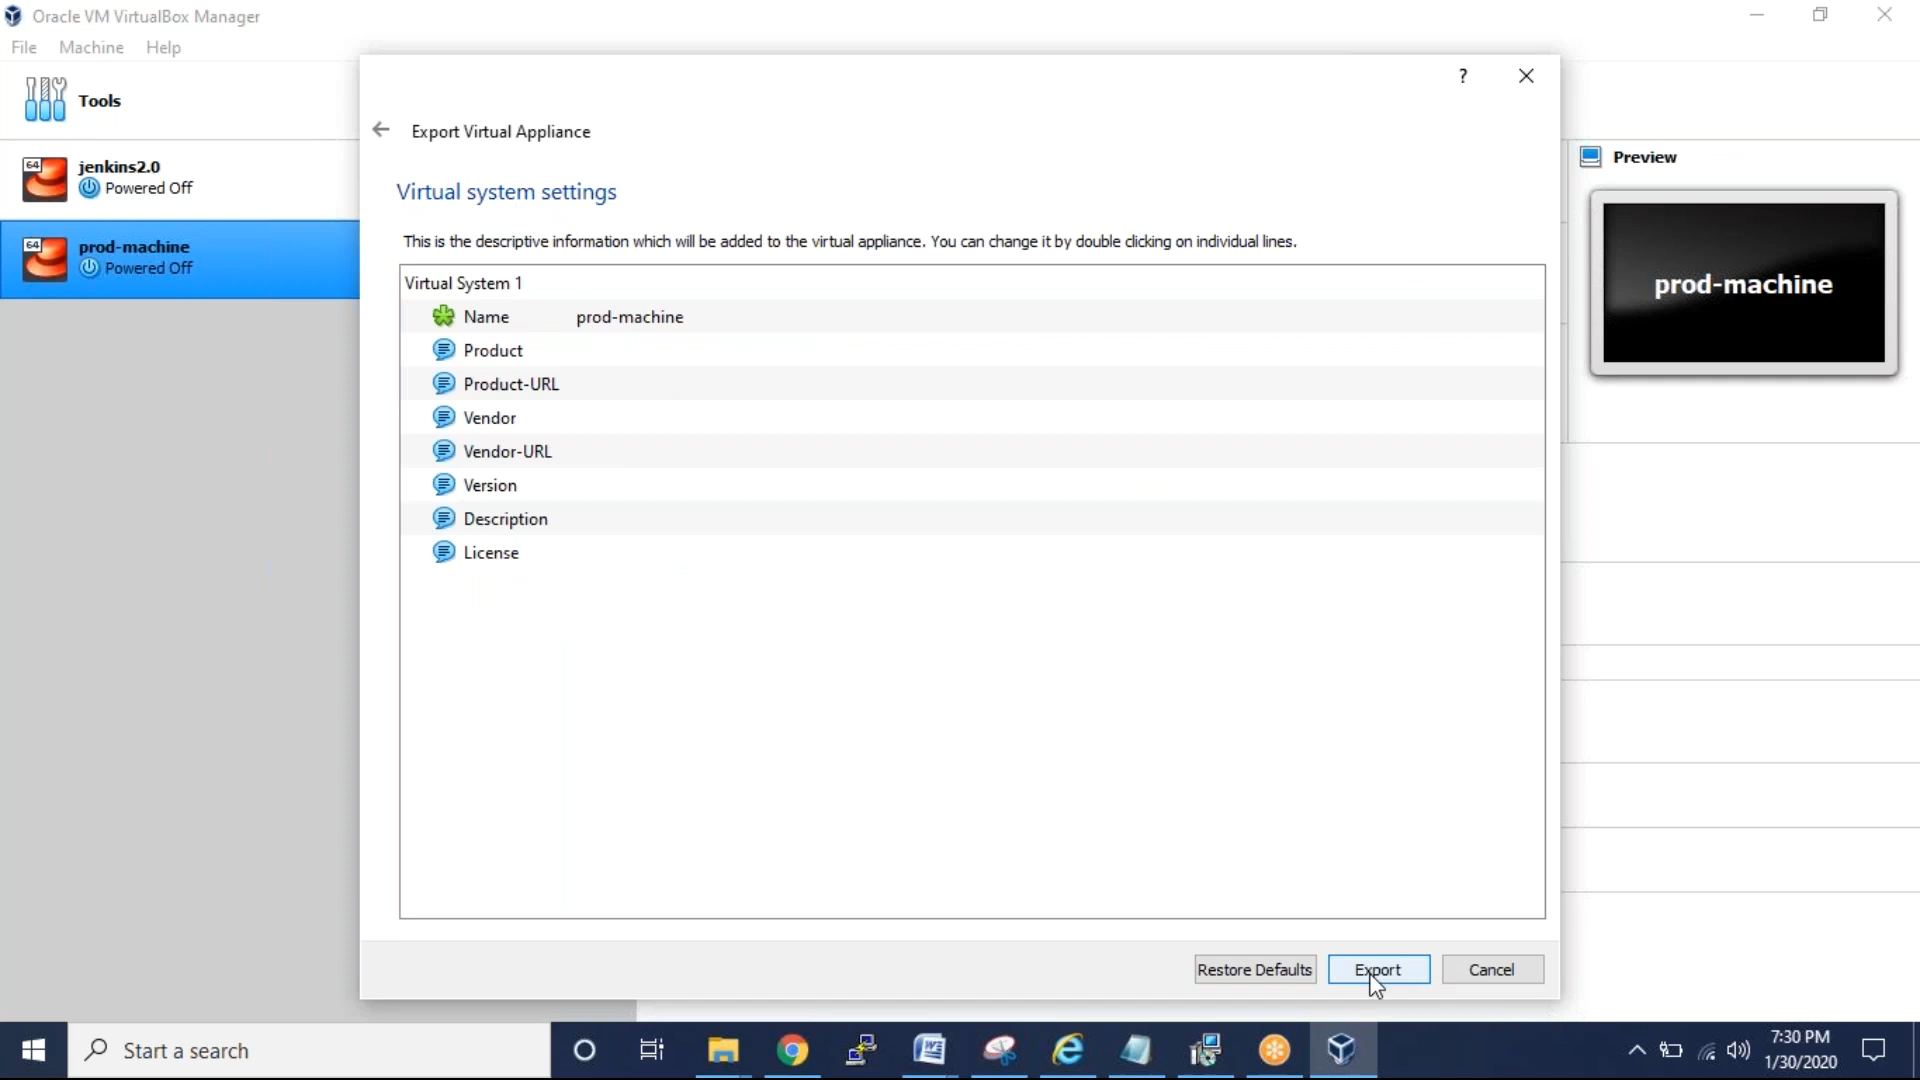 Oracle VM VirtualBox Manager
File Machine Help
Tools
64
jenkins2.0
Powered Off
64
prod-machine
Powered Off
?
Export Virtual Appliance
Virtual system settings
This is the descriptive information which will be added to the virtual appliance. You can change it by double clicking on individual lines.
Virtual System 1
Name prod-machine
Product
Product-URL
Vendor
Vendor-URL
Version
Description
License
Restore Defaults Export Cancel
Preview
prod-machine
Start a search
7:30 PM
1/30/2020